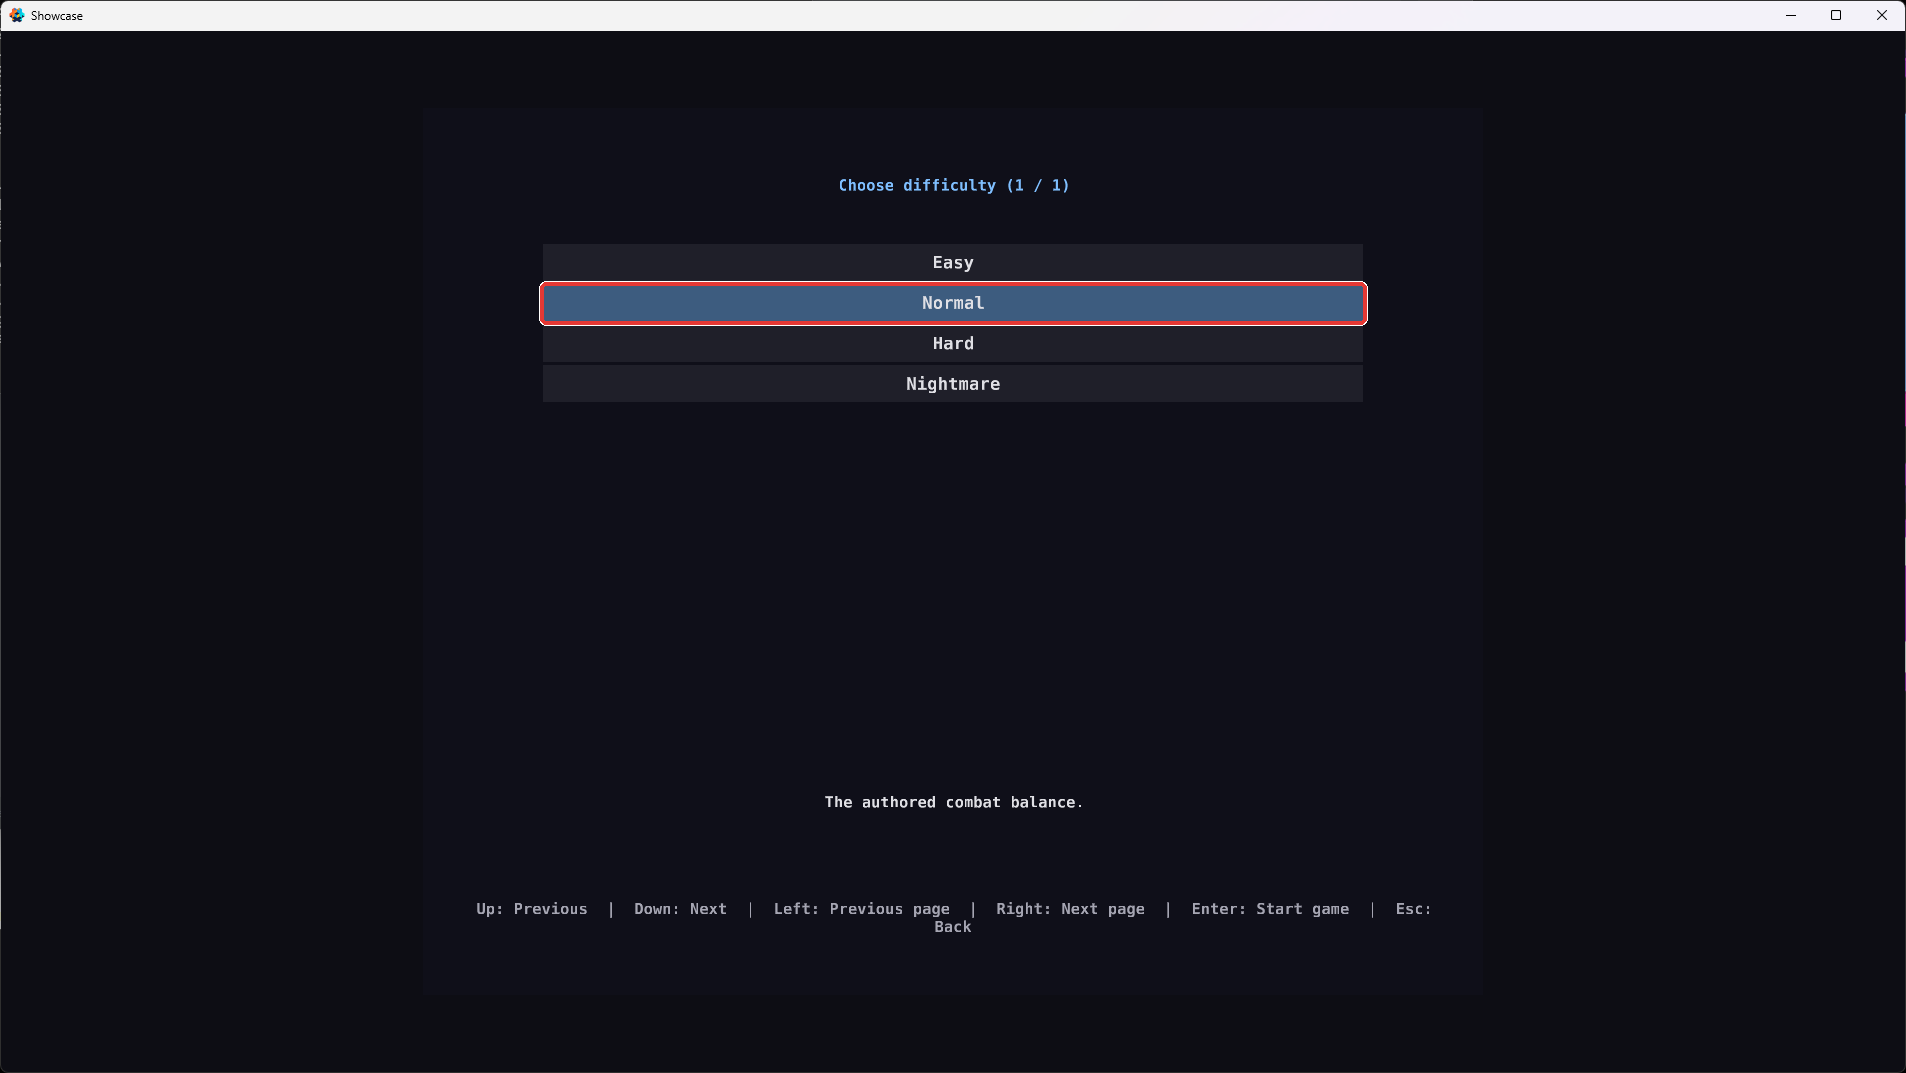 Showcase
Choose difficulty (1 / 1)
Easy
Normal
Hard
Nightmare
The authored combat balance.
Up: Previous | Down: Next | Left: Previous page | Right: Next page | Enter: Start game | Esc:
Back